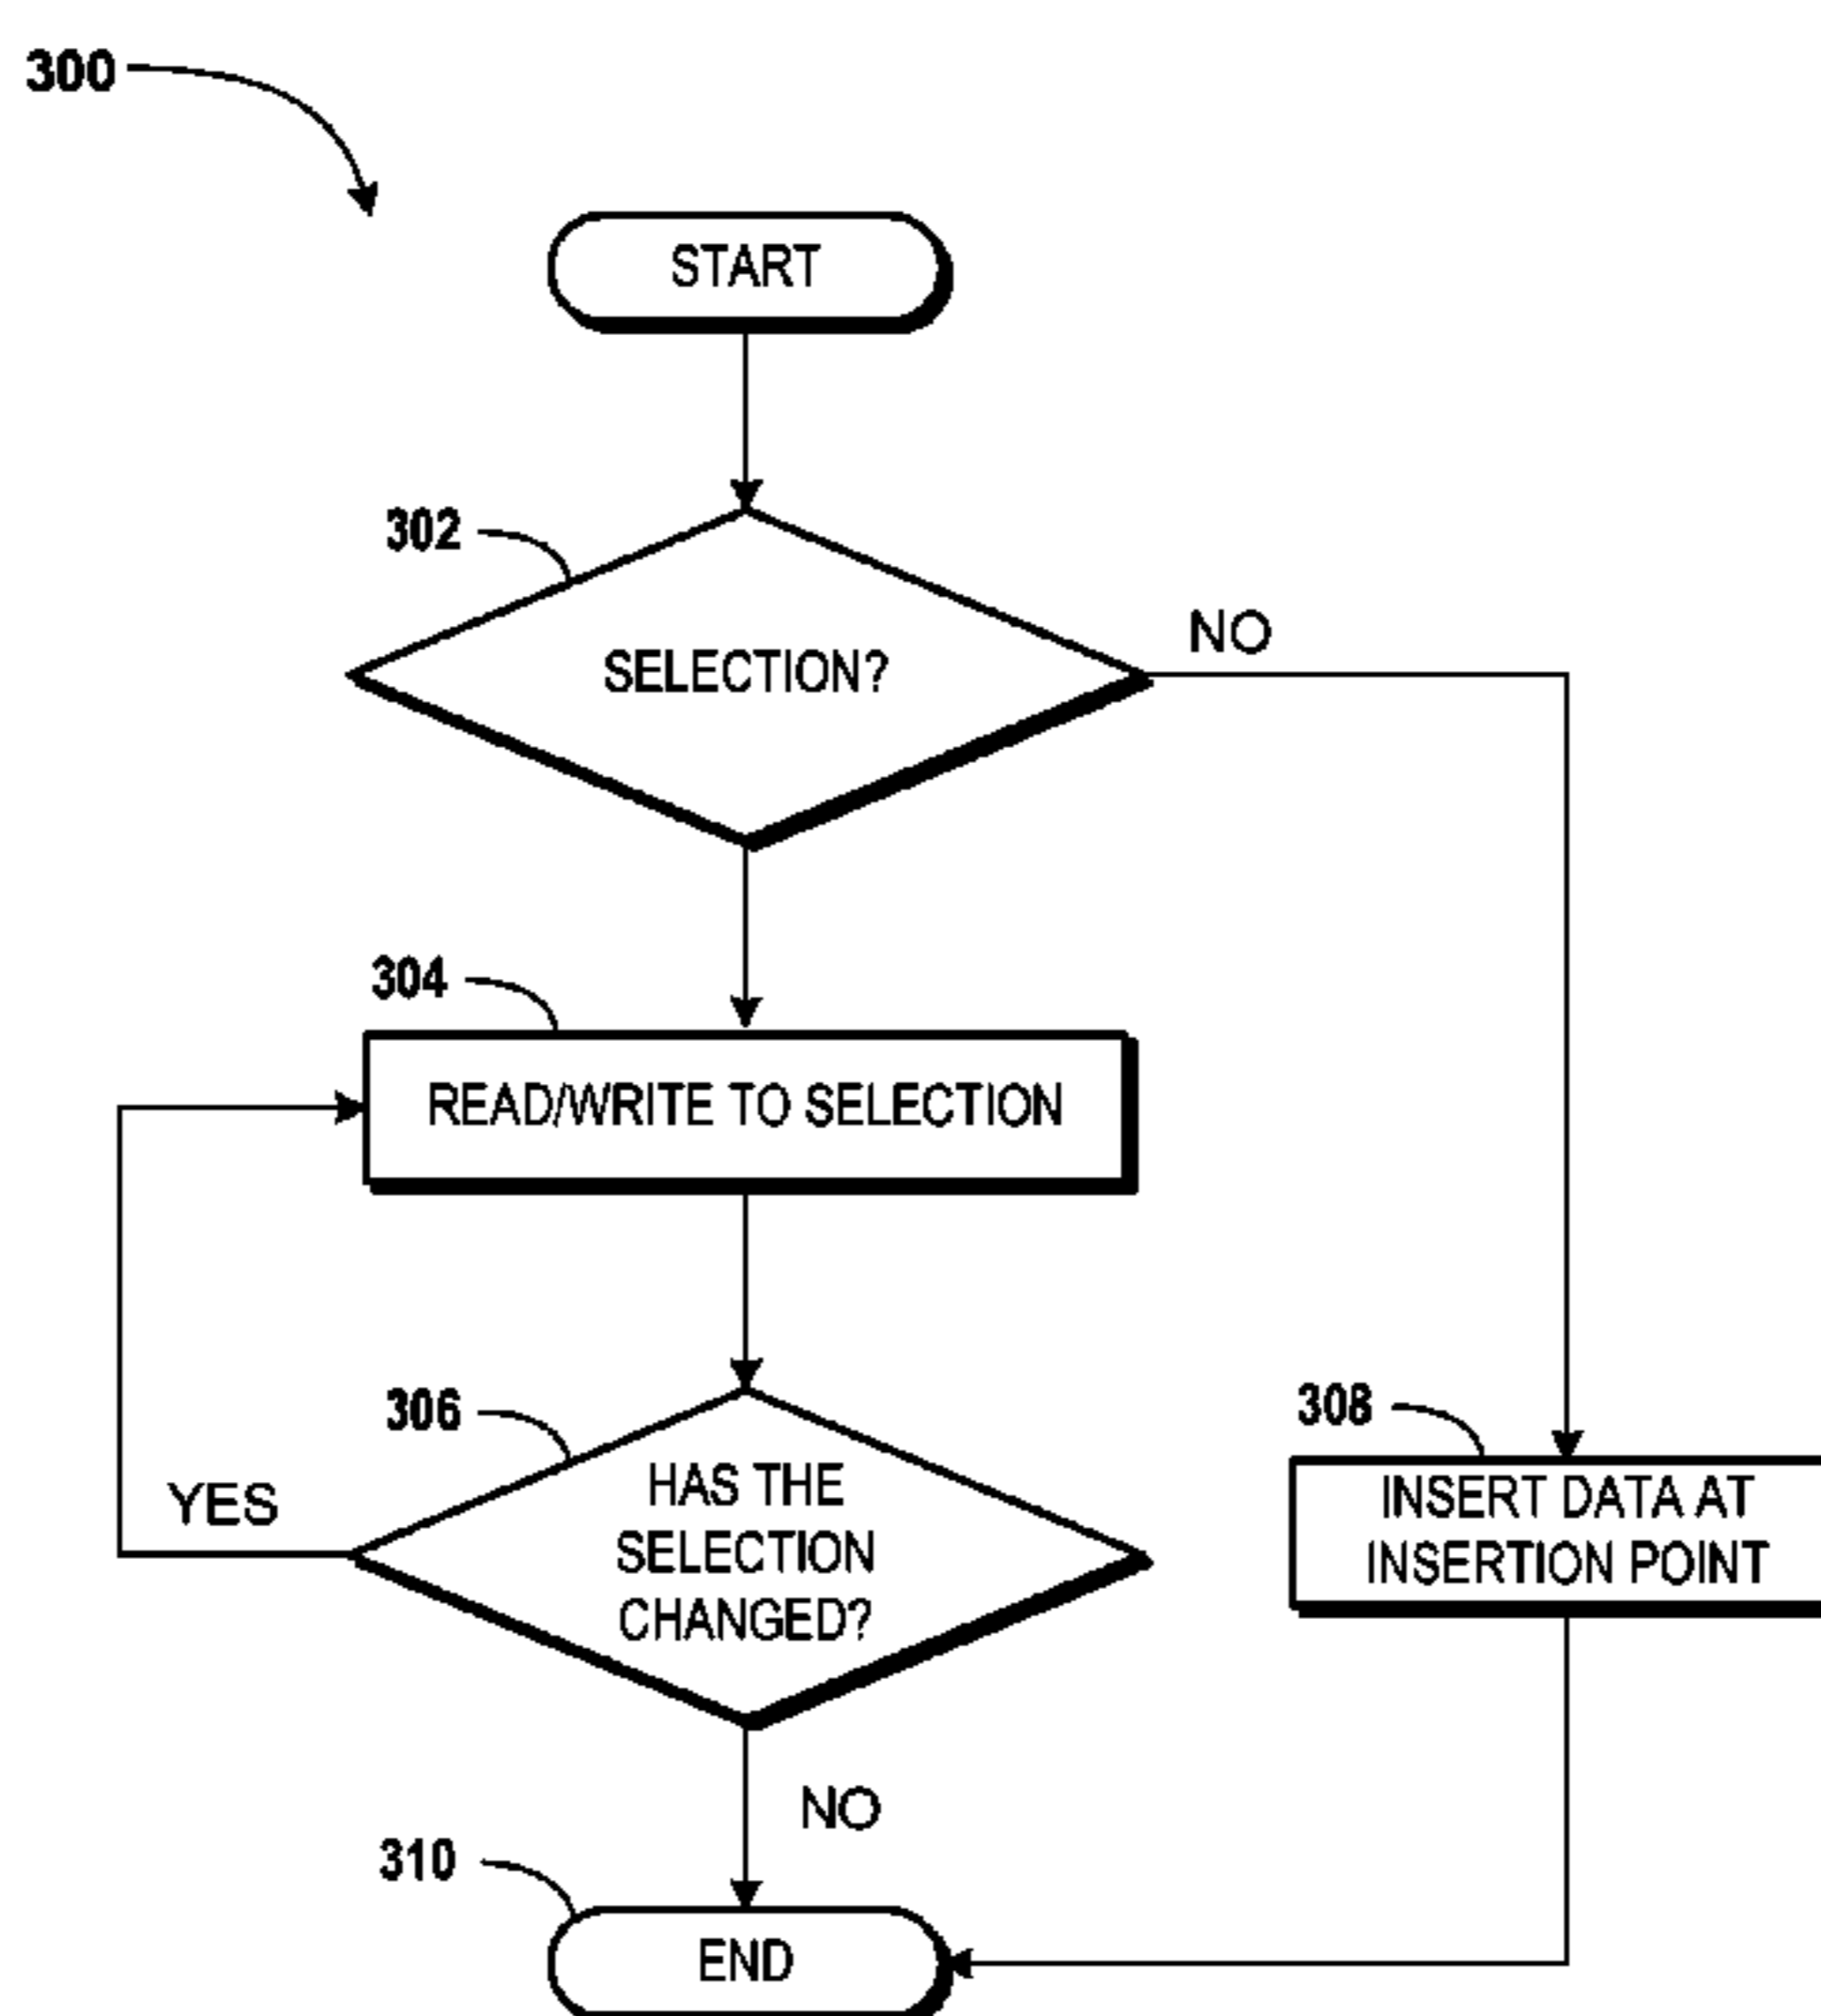 300
START
302
SELECTION?
NO
304
READ/WRITE TO SELECTION
306
HAS THE
SELECTION
CHANGED?
YES
308
INSERT DATA AT
INSERTION POINT
NO
310
END